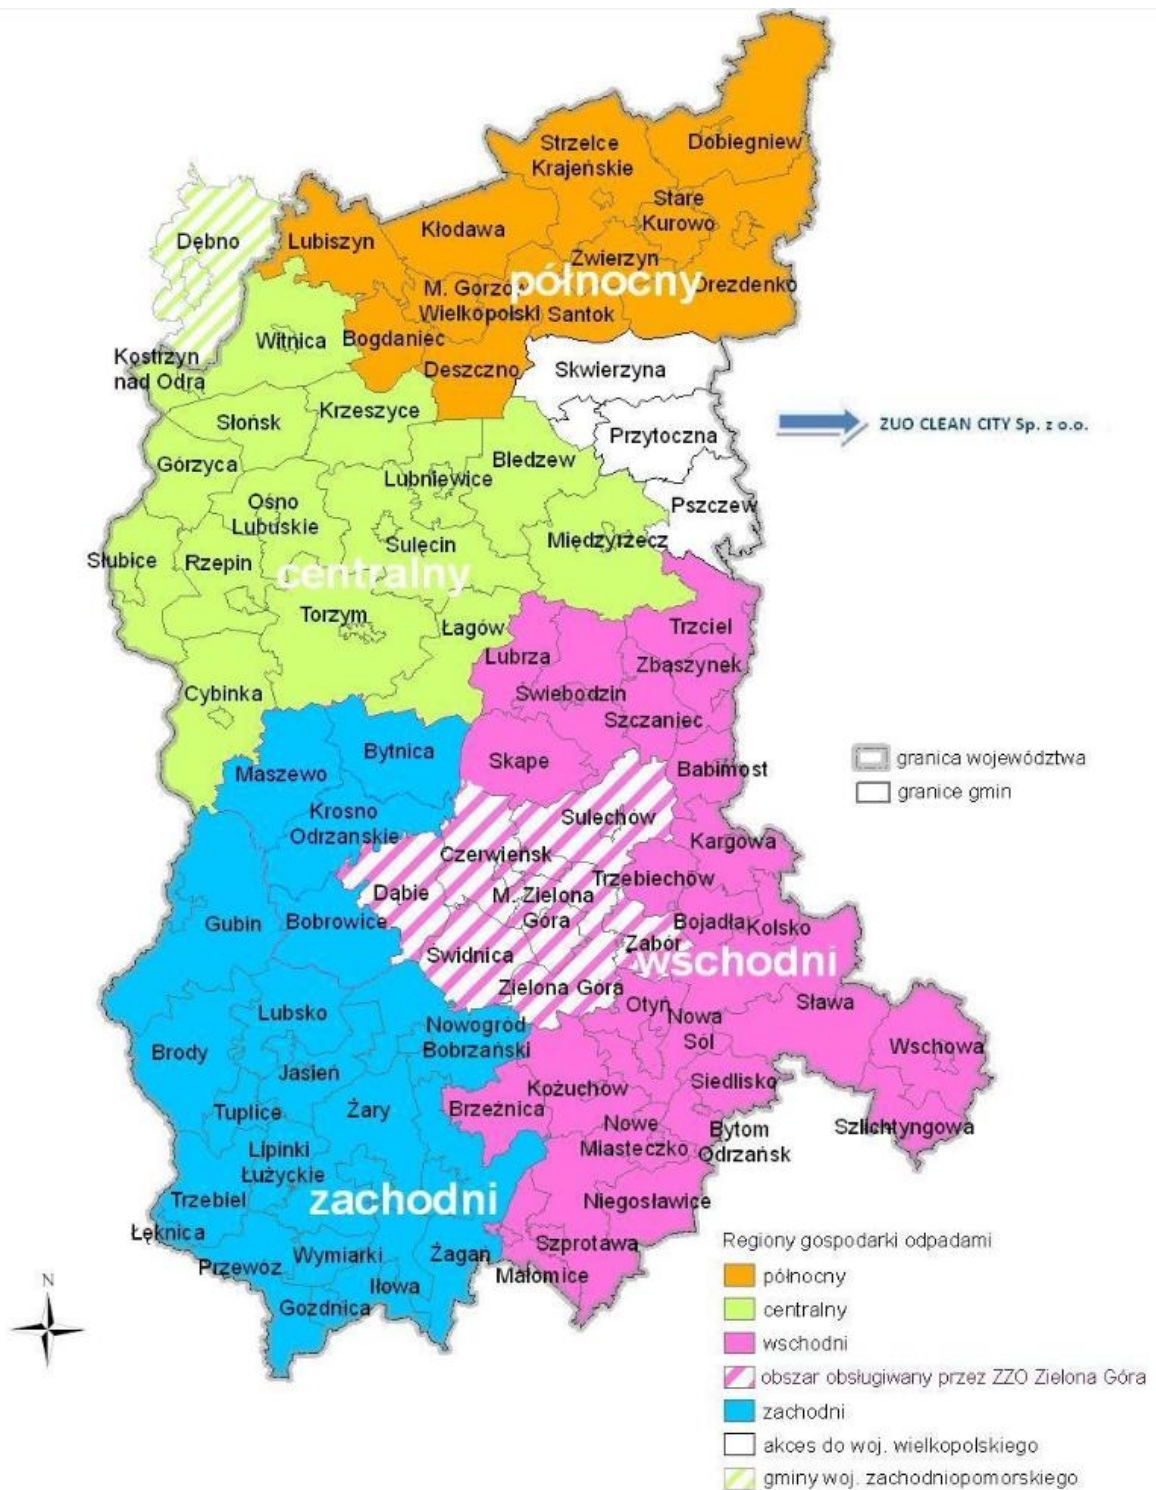 Strzelce
Krajeńskie
Dobiegniew
Stare
Kurowo
Kłodawa
Lubiszyn
Dębno
Zwierzyn
północny
Drezdenko
M. Gorzów
Wielkopolski
Santok
Bogdaniec
Witnica
Kostrzyn
nad Odrą
Deszczno
Skwierzyna
Krzeszyce
Słońsk
Przytoczna
ZUO CLEAN CITY Sp. z o.o.
Górzyca
Bledzew
Lubniewice
Ośno
Lubuskie
Pszczew
Sulęcin
Międzyrzecz
Słubice
Rzepin
centralny
Torzym
Łagów
Trzciel
Lubrza
Zbąszynek
Cybinka
Świebodzin
Szczaniec
Bytnica
Skąpe
Babimost
Maszewo
granica województwa
granice gmin
Krosno
Odrzańskie
Sulechów
Kargowa
Czerwieńsk
Trzebiechów
Dąbie
M. Zielona
Góra
Gubin
Bobrowice
Bojadła
Kolsko
Zabór
Świdnica
wschodni
Zielona Góra
Otyń
Sława
Lubsko
Nowogród
Bobrzański
Nowa
Sól
Wschowa
Brody
Jasień
Kożuchów
Siedlisko
Tuplice
Żary
Brzeźnica
Nowe
Miasteczko
Bytom
Odrzańsk
Szlichtyngowa
Lipinki
Łużyckie
Trzebiel
zachodni
Niegosławice
Łęknica
Przewóz
Wymiarki
Żagań
Szprotawa
Małomice
Iłowa
Gozdnica
N
Regiony gospodarki odpadami
północny
centralny
wschodni
obszar obsługiwany przez ZZO Zielona Góra
zachodni
akces do woj. wielkopolskiego
gminy woj. zachodniopomorskiego